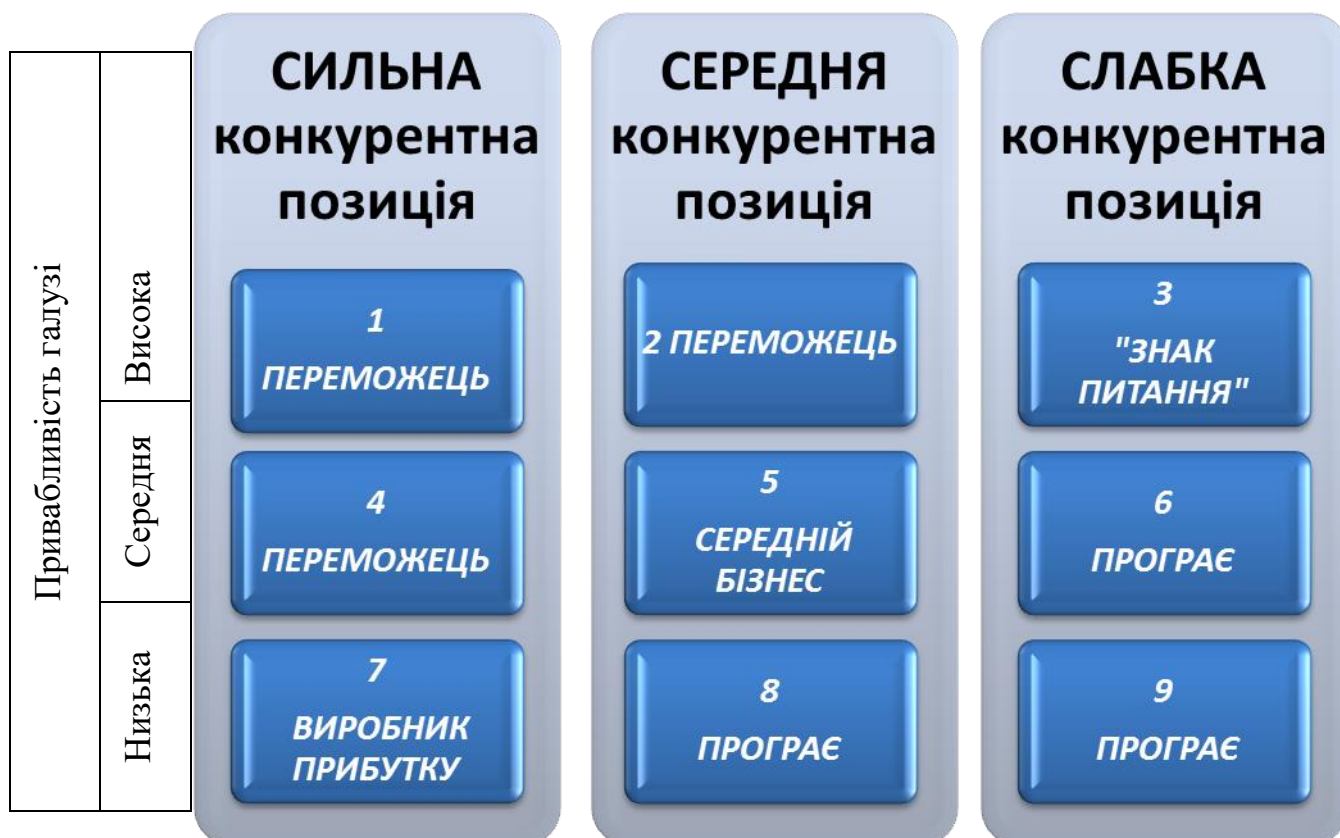 СИЛЬНА
конкурентна
позиція
СЕРЕДНЯ
конкурентна
позиція
СЛАБКА
конкурентна
позиція
Привабливість галузі
Висока
1
ПЕРЕМОЖЕЦЬ
2 ПЕРЕМОЖЕЦЬ
3
"ЗНАК
ПИТАННЯ"
Середня
4
ПЕРЕМОЖЕЦЬ
5
СЕРЕДНІЙ
БІЗНЕС
6
ПРОГРАЄ
Низька
7
ВИРОБНИК
ПРИБУТКУ
8
ПРОГРАЄ
9
ПРОГРАЄ